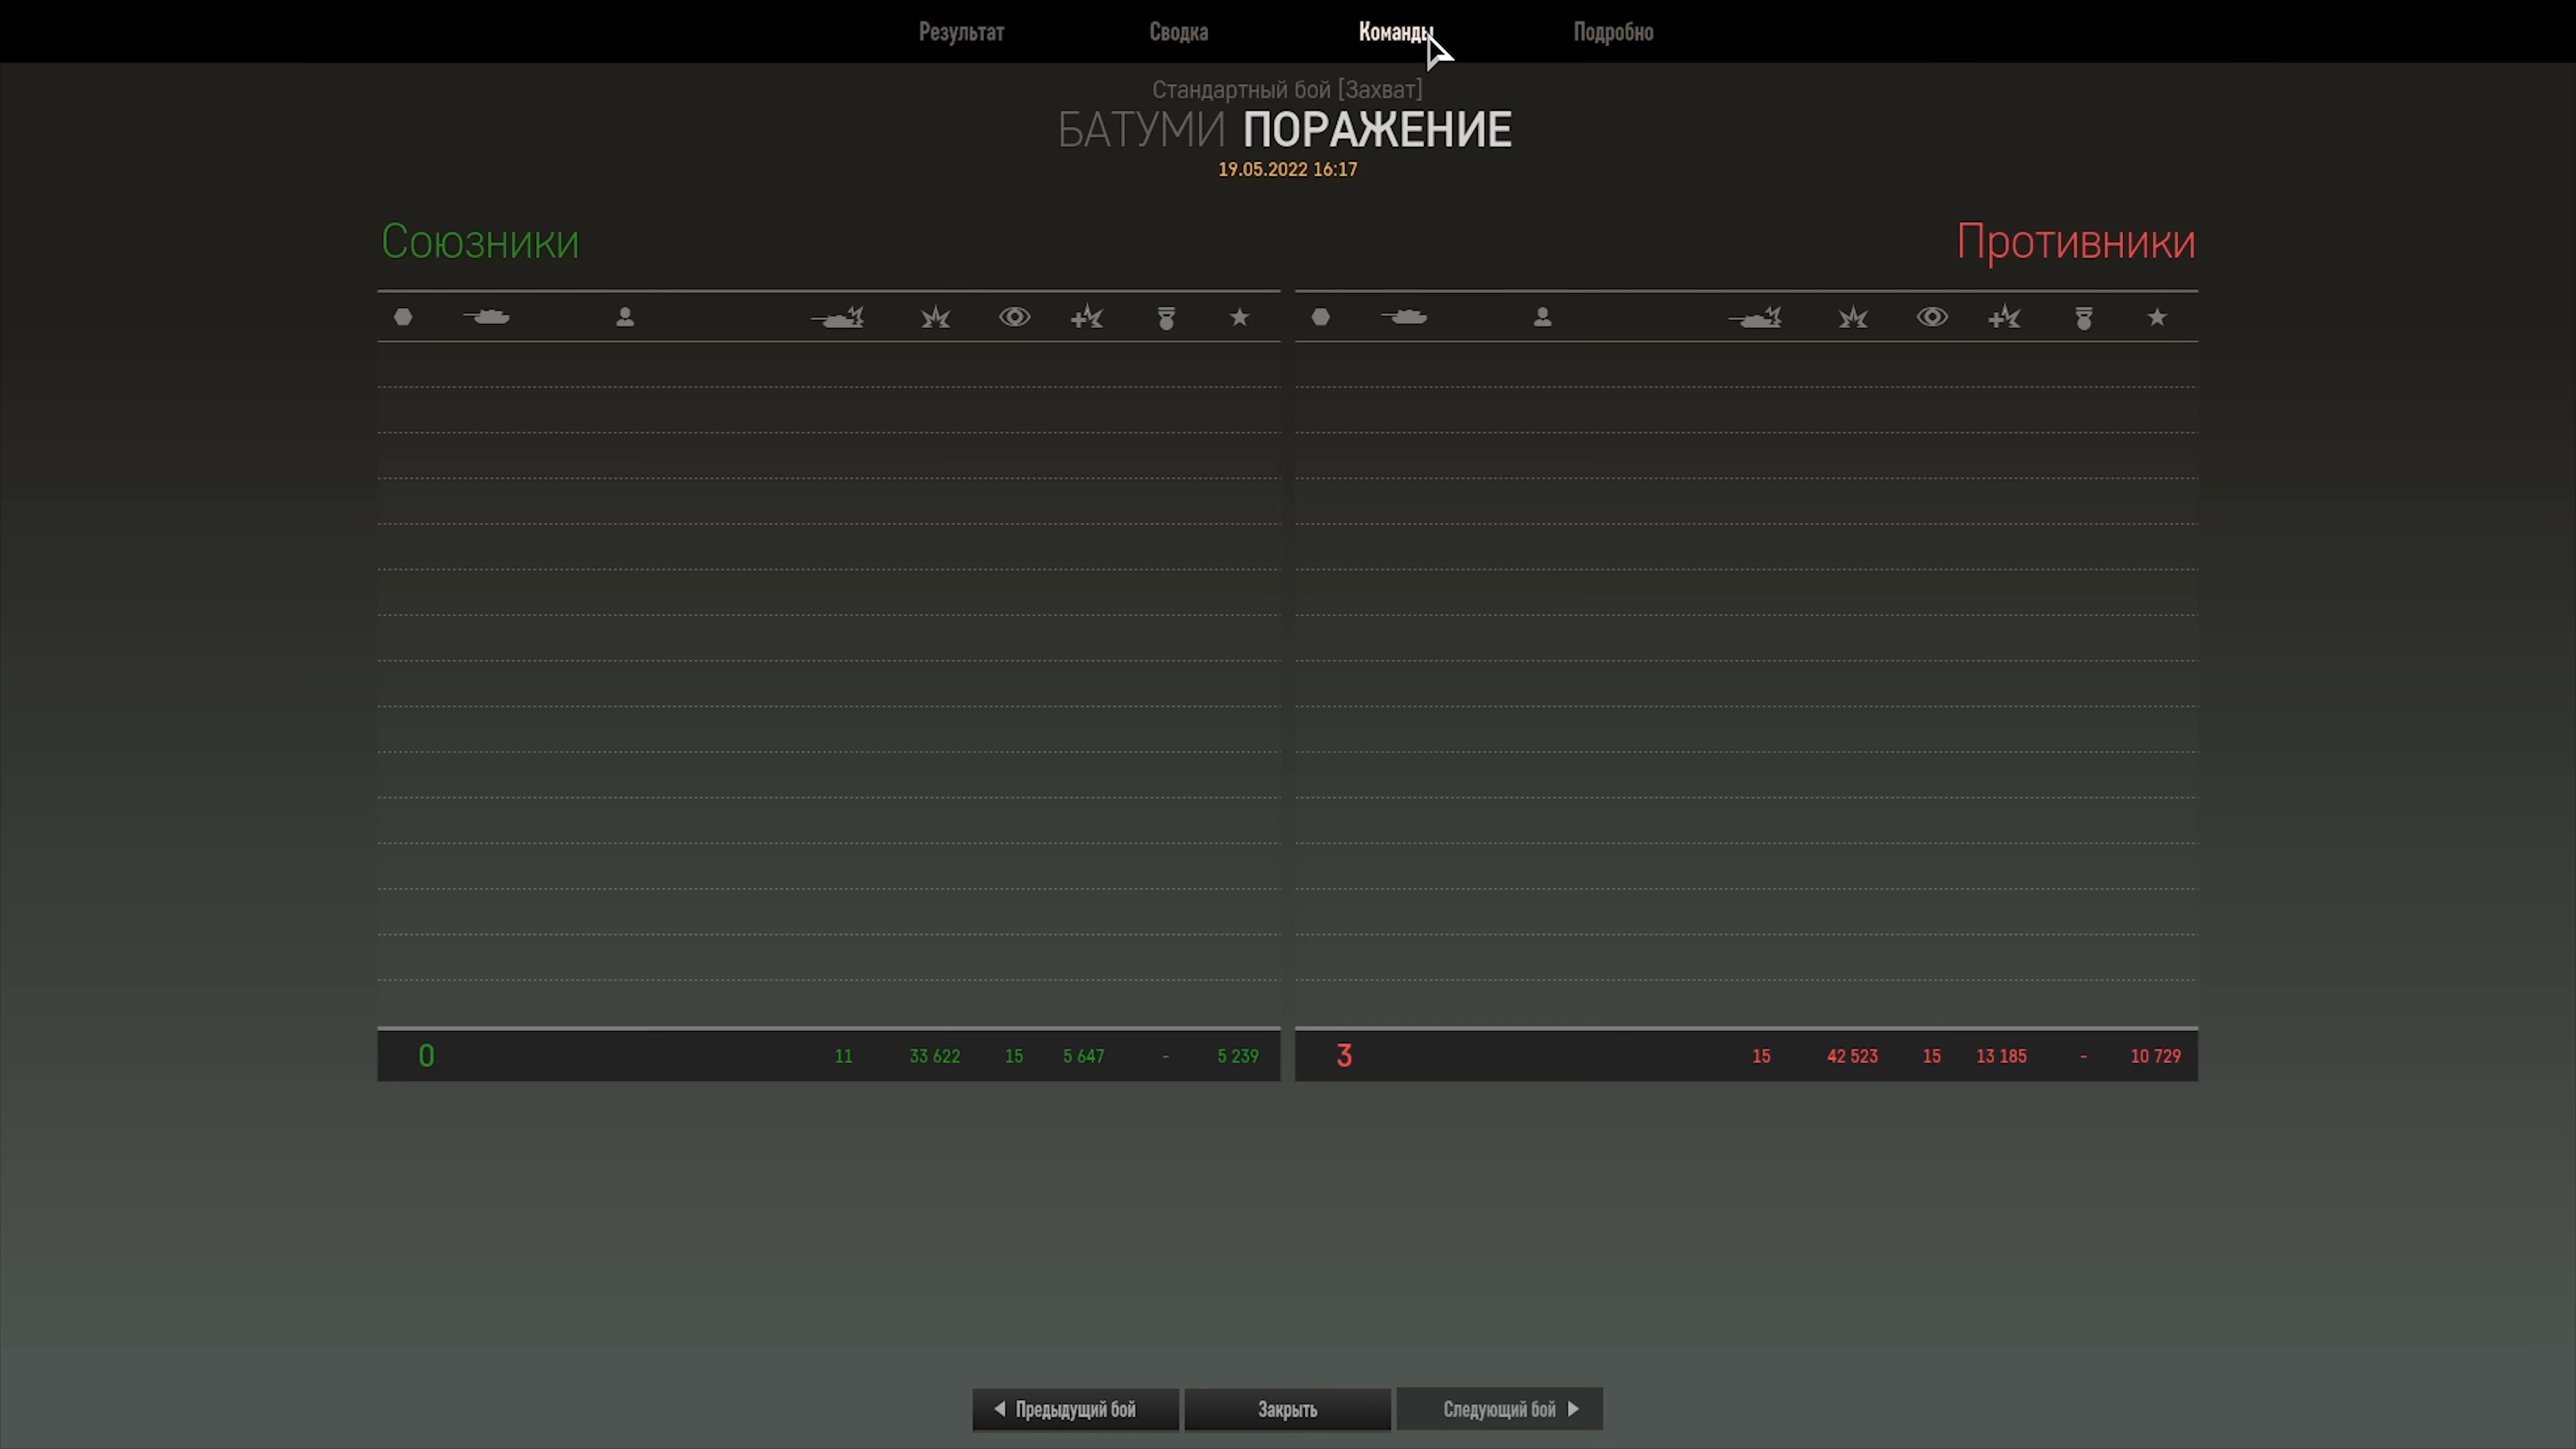 Результат Сводка Команды Подробно
Стандартный бой [Захват]
БАТУМИ ПОРАЖЕНИЕ
19.05.2022 16:17
Союзники Противники
0 11 33 622 15 5 647 - 5 239 3 15 42 523 15 13 185 - 10 729
Предыдущий бой Закрыть Следующий бой